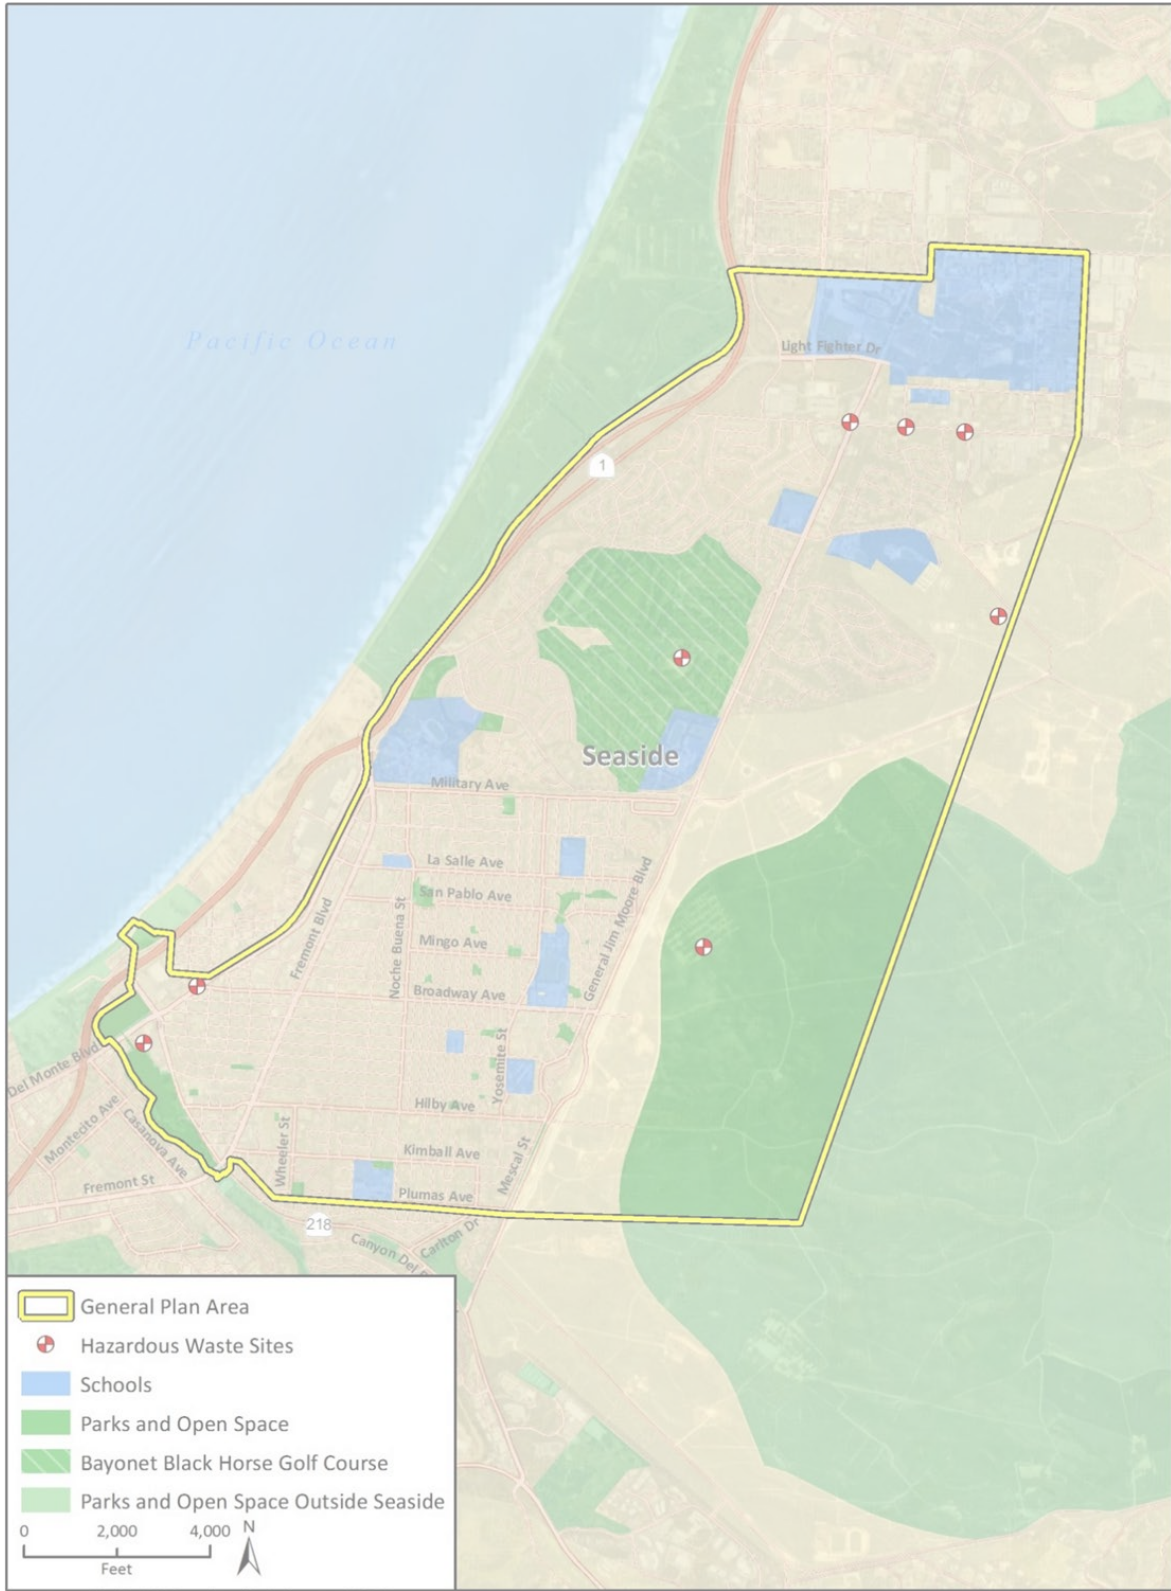 Pacific Ocean
Light Fighter Dr
1
Seaside
Military Ave
La Salle Ave
San Pablo Ave
Fremont Blvd
Noche Buena St
General Jim Moore Blvd
Mingo Ave
Broadway Ave
Del Monte Blvd
Yosemite St
Hilby Ave
Montecito Ave
Casanova Ave
Wheeler St
Kimball Ave
Mescal St
Fremont St
Plumas Ave
218
Canyon Del
Carlton Dr
General Plan Area
Hazardous Waste Sites
Schools
Parks and Open Space
Bayonet Black Horse Golf Course
Parks and Open Space Outside Seaside
0 2,000 4,000 N
Feet